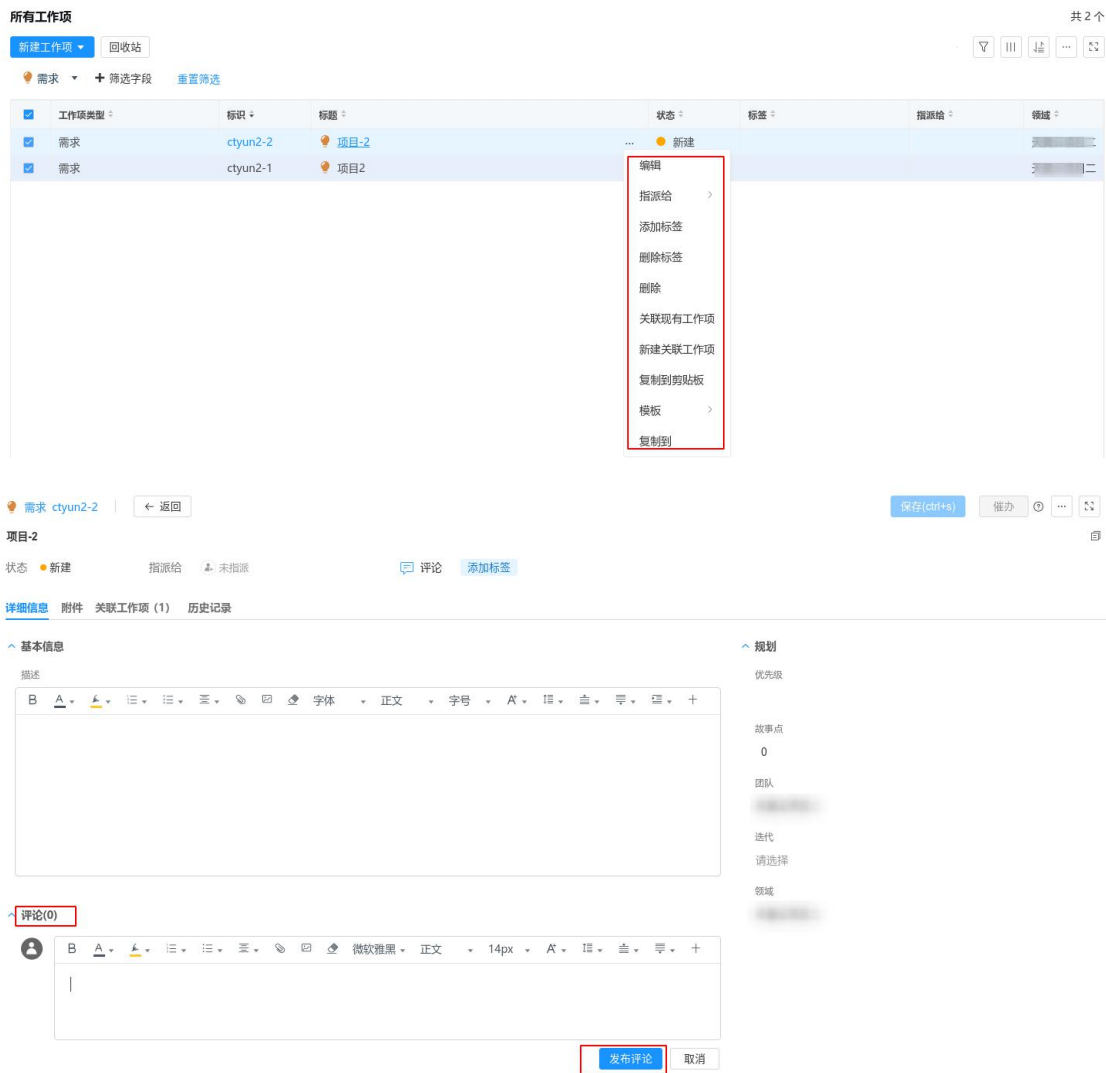 所有工作项 共 2 个
新建工作项 回收站
需求 筛选字段 重置筛选
工作项类型 标识 标题 状态 标签 指派给 领域
需求 ctyun2-2 项目-2 ... 新建
需求 ctyun2-1 项目2
编辑
指派给
添加标签
删除标签
删除
关联现有工作项
新建关联工作项
复制到剪贴板
模板
复制到
需求 ctyun2-2 返回 保存(ctrl+s) 催办
项目-2
状态 新建 指派给 未指派 评论 添加标签
详细信息 附件 关联工作项（1） 历史记录
基本信息 规划
描述 优先级
B A 字体 正文 字号
故事点
0
团队
迭代
请选择
领域
评论(0)
B A 微软雅黑 正文 14px
发布评论 取消